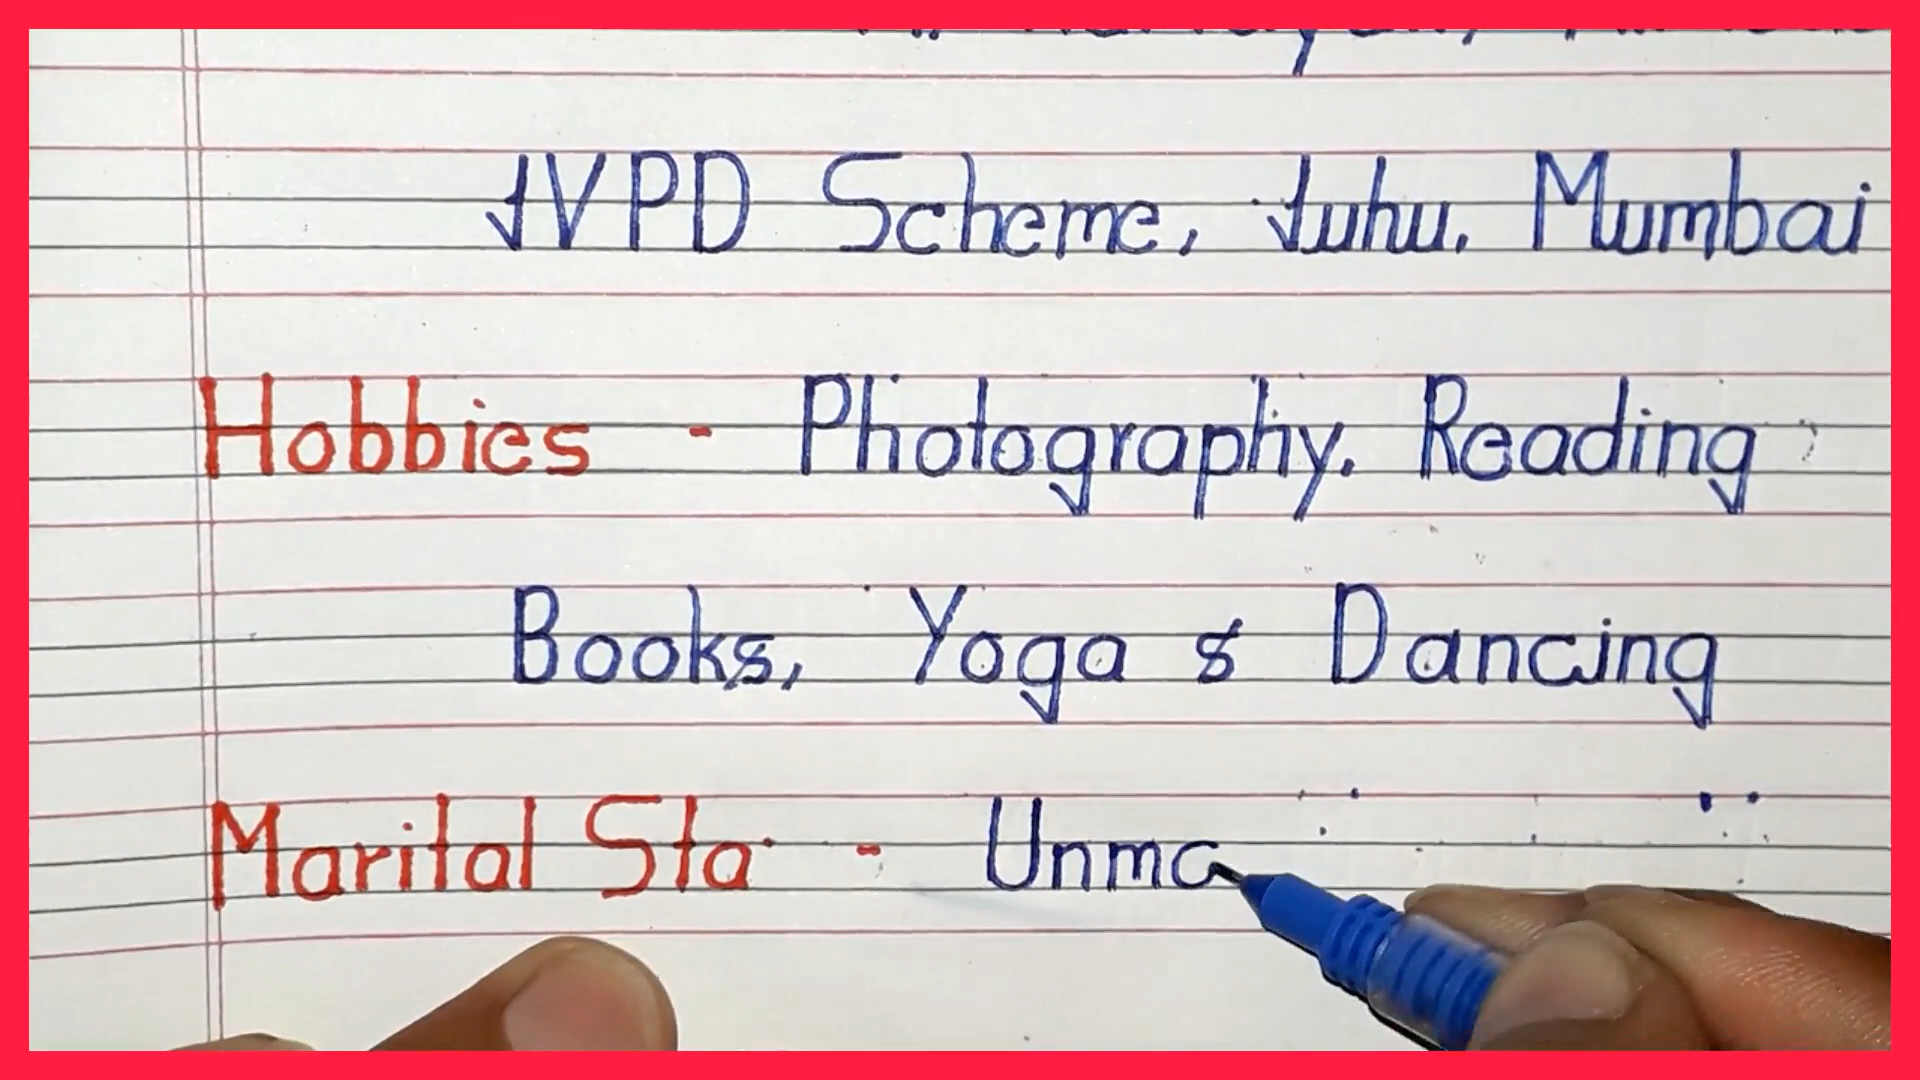 JVPD Scheme, Juhu. Mumbai
Hobbies - Photography. Reading
Books, Yoga & Dancing
Marital Sta - Unma